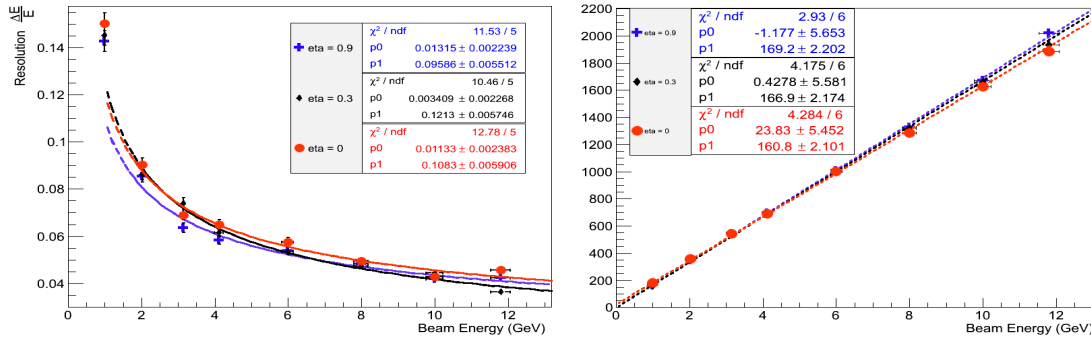 Resolution ΔE/E
0.14
0.12
0.1
0.08
0.06
0.04
0 2 4 6 8 10 12
Beam Energy (GeV)
eta = 0.9
χ² / ndf 11.53 / 5
p0 0.01315 ± 0.002239
p1 0.09586 ± 0.005512
eta = 0.3
χ² / ndf 10.46 / 5
p0 0.003409 ± 0.002268
p1 0.1213 ± 0.005746
eta = 0
χ² / ndf 12.78 / 5
p0 0.01133 ± 0.002383
p1 0.1083 ± 0.005906
2200
2000
1800
1600
1400
1200
1000
800
600
400
200
0
0 2 4 6 8 10 12
Beam Energy (GeV)
eta = 0.9
χ² / ndf 2.93 / 6
p0 -1.177 ± 5.653
p1 169.2 ± 2.202
eta = 0.3
χ² / ndf 4.175 / 6
p0 0.4278 ± 5.581
p1 166.9 ± 2.174
eta = 0
χ² / ndf 4.284 / 6
p0 23.83 ± 5.452
p1 160.8 ± 2.101